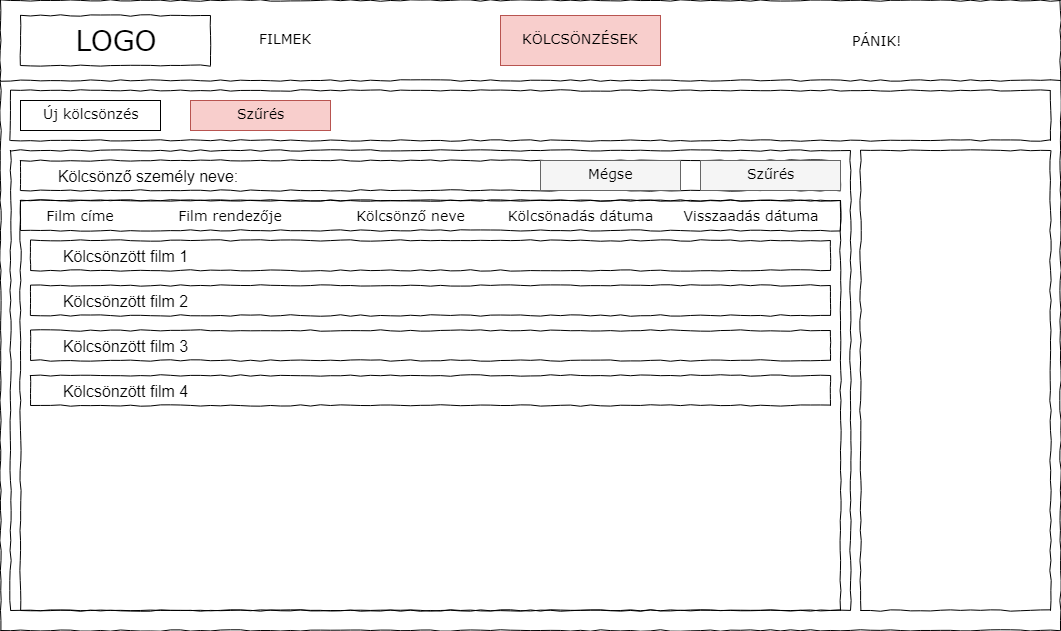 LOGO
FILMEK
KÖLCSÖNZÉSEK
PÁNIK!
Új kölcsönzés
Szűrés
Kölcsönző személy neve:
Mégse
Szűrés
Film címe
Film rendezője
Kölcsönző neve
Kölcsönadás dátuma
Visszaadás dátuma
Kölcsönzött film 1
Kölcsönzött film 2
Kölcsönzött film 3
Kölcsönzött film 4